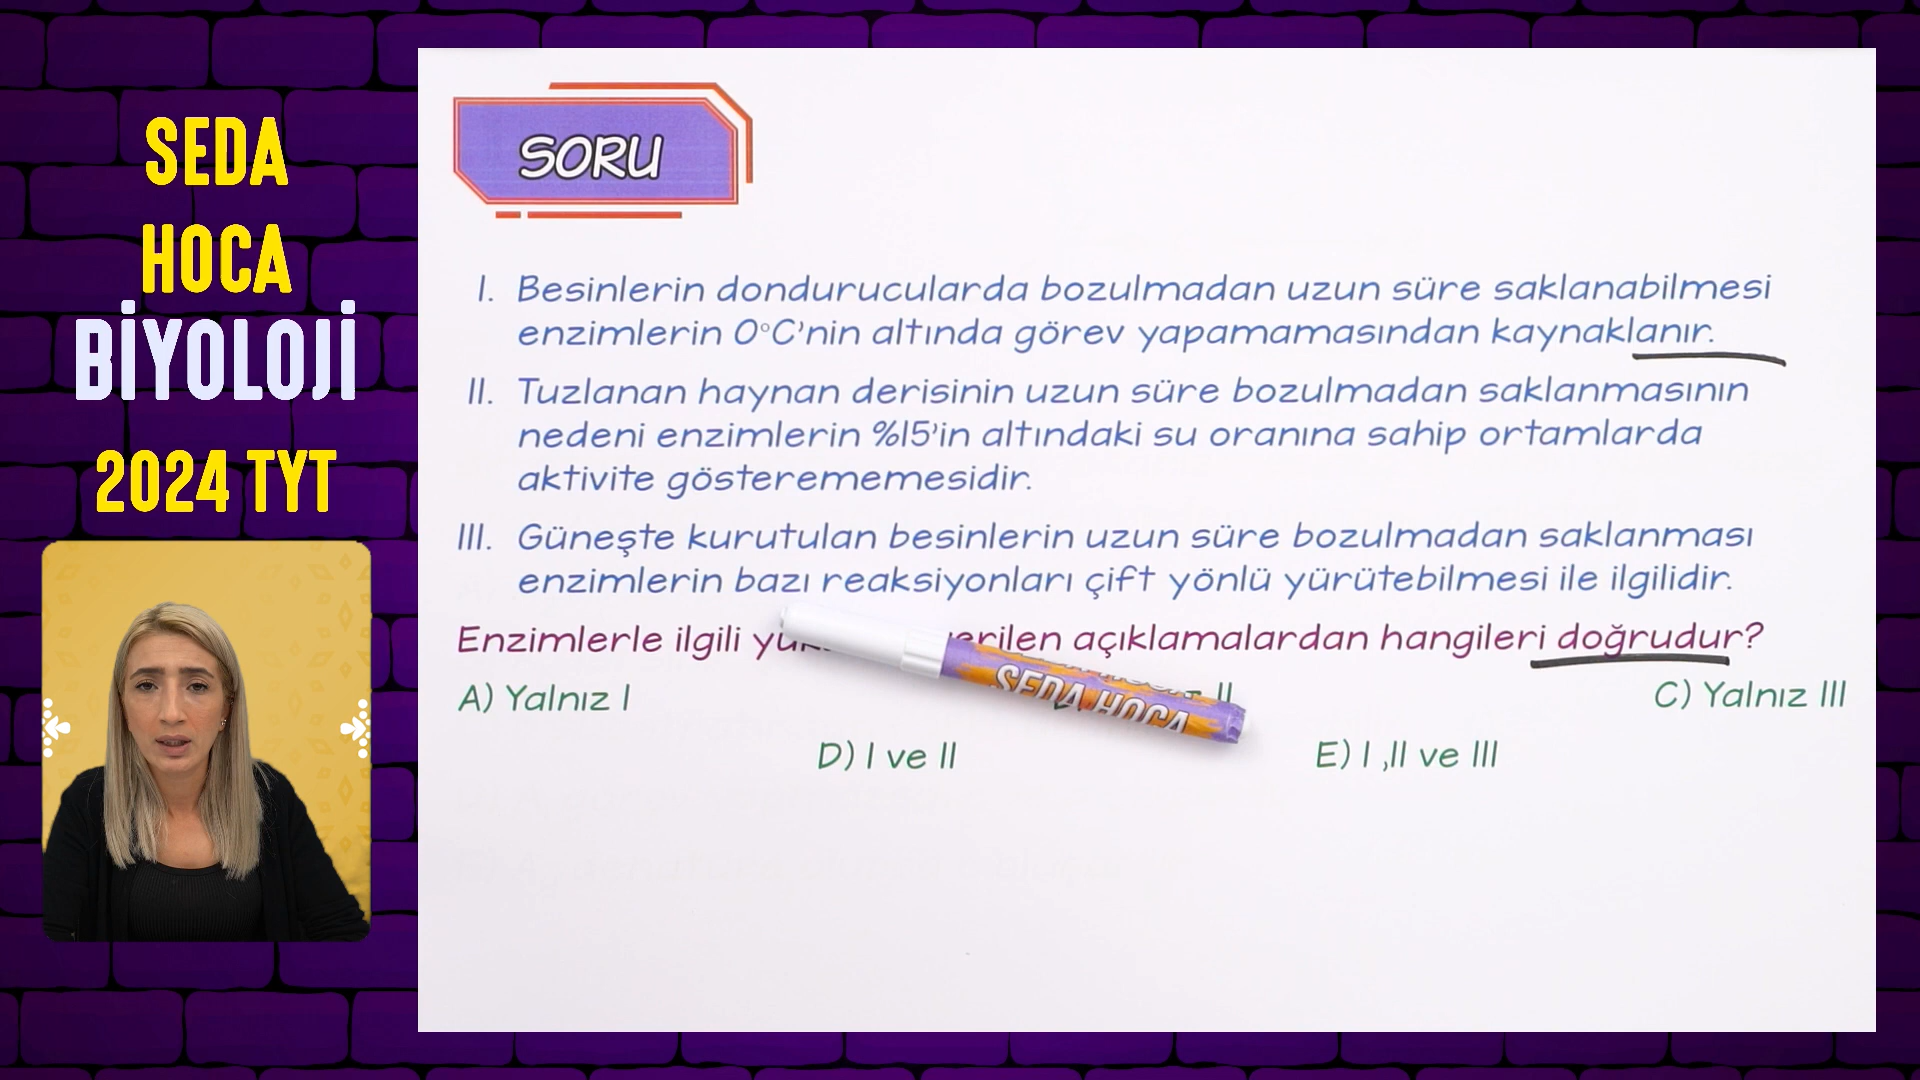 SEDA
HOCA
BİYOLOJİ
2024 TYT
SORU
I. Besinlerin dondurucularda bozulmadan uzun süre saklanabilmesi
enzimlerin 0°C'nin altında görev yapamamasından kaynaklanır.
II. Tuzlanan haynan derisinin uzun süre bozulmadan saklanmasının
nedeni enzimlerin %15'in altındaki su oranına sahip ortamlarda
aktivite gösterememesidir.
III. Güneşte kurutulan besinlerin uzun süre bozulmadan saklanması
enzimlerin bazı reaksiyonları çift yönlü yürütebilmesi ile ilgilidir.
Enzimlerle ilgili açıklamalardan hangileri doğrudur?
A) Yalnız I II C) Yalnız III
SEDA HOCA
D) I ve II E) I ,II ve III